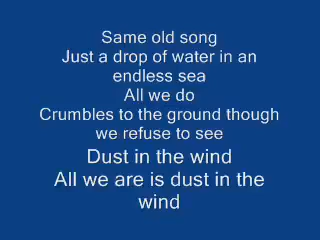 Same old song
Just a drop of water in an
endless sea
All we do
Crumbles to the ground though
we refuse to see
Dust in the wind
All we are is dust in the
wind